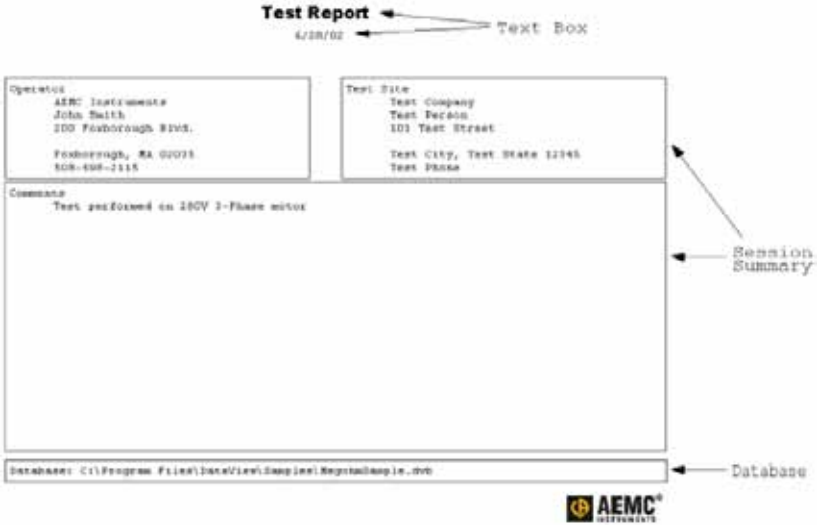 Test Report
6/28/02
Text Box
Operator
AEMC Instruments
John Smith
200 Foxborough Blvd.
Foxborough, MA 02035
508-698-2115
Test Site
Test Company
Test Person
101 Test Street
Test City, Test State 12345
Test Phone
Comments
Test performed on 280V 3-Phase motor
Session
Summary
Database: C:\Program Files\DataView\Samples\MegohmSample.dvb
Database
AEMC®
INSTRUMENTS